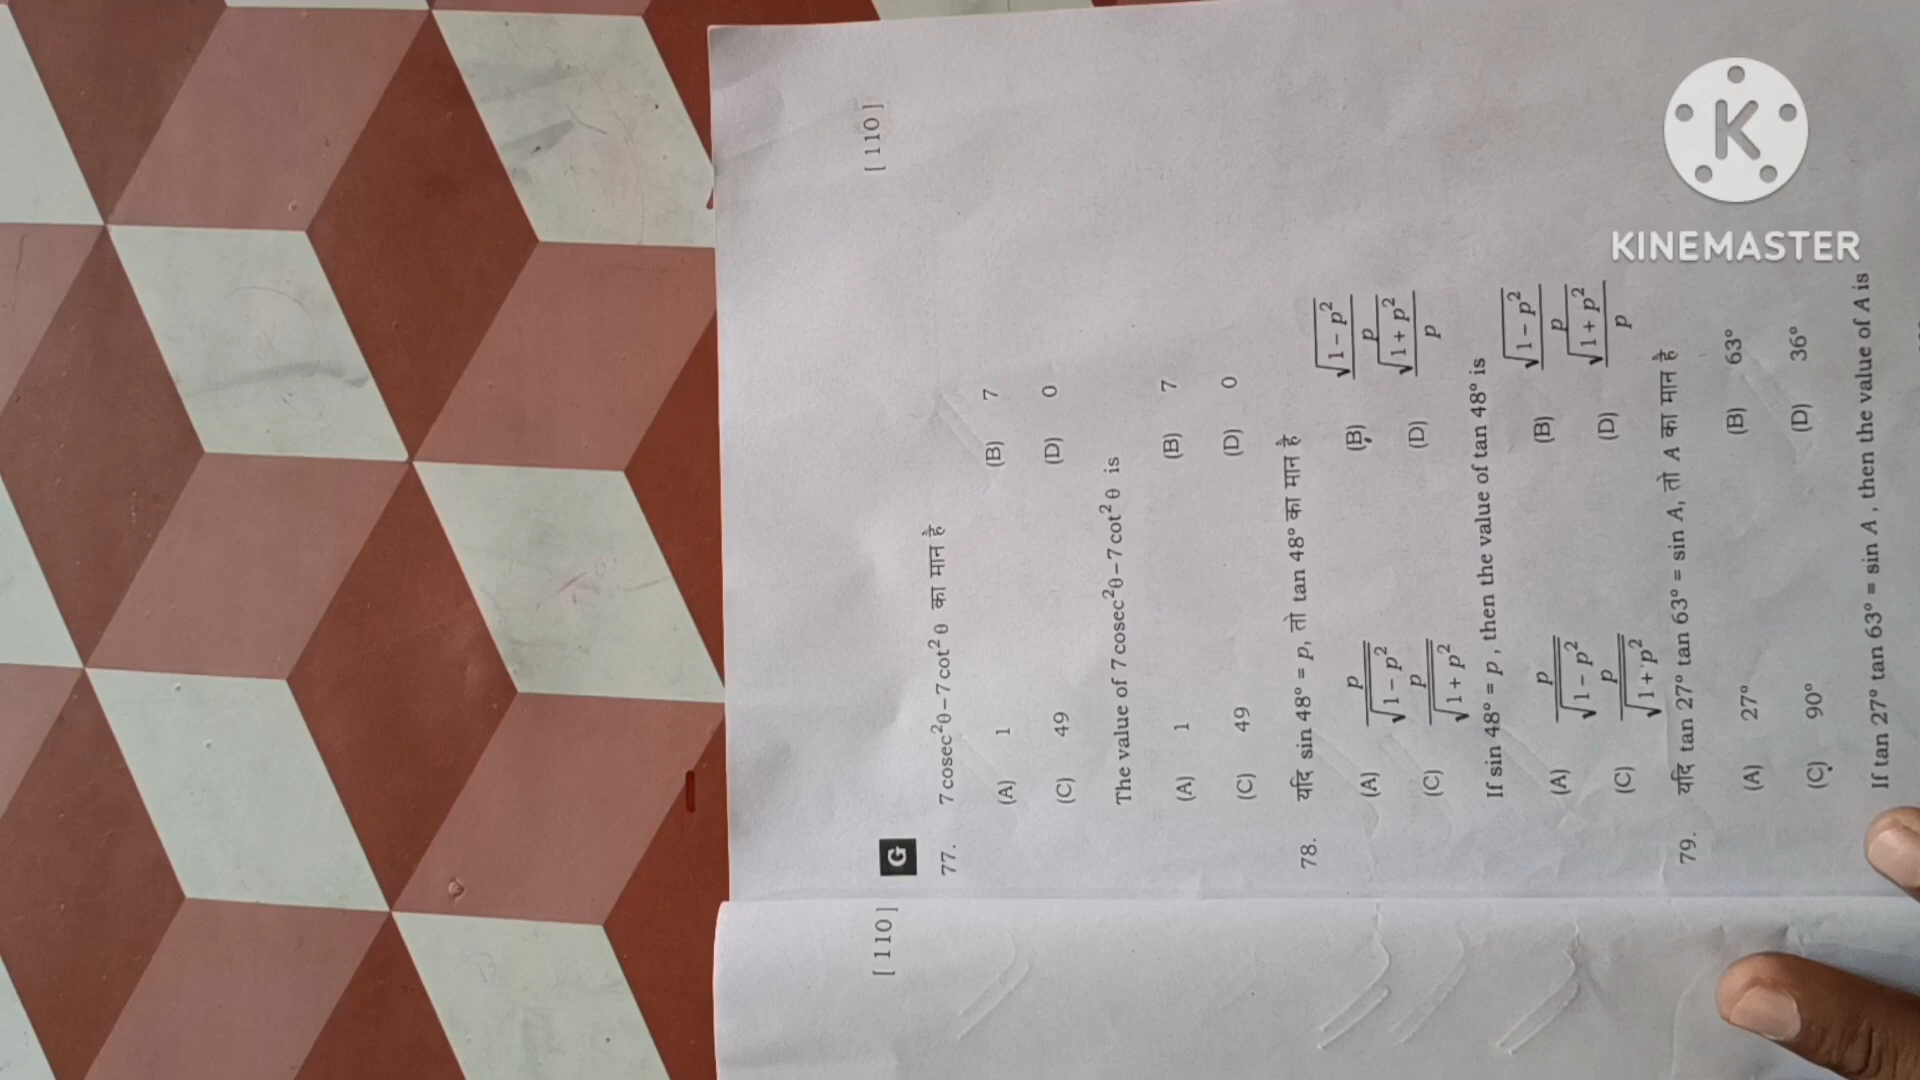 [ 110 ]
[ 110 ]
G
77. 7 cosec²θ – 7 cot² θ का मान है
(A) 1 (B) 7
(C) 49 (D) 0
The value of 7 cosec²θ – 7 cot² θ is
(A) 1 (B) 7
(C) 49 (D) 0
78. यदि sin 48° = p, तो tan 48° का मान है
(A) p/√(1 – p²) (B) √(1 – p²)/p
(C) p/√(1 + p²) (D) √(1 + p²)/p
If sin 48° = p , then the value of tan 48° is
(A) p/√(1 – p²) (B) √(1 – p²)/p
(C) p/√(1 + p²) (D) √(1 + p²)/p
79. यदि tan 27° tan 63° = sin A, तो A का मान है
(A) 27° (B) 63°
(C) 90° (D) 36°
If tan 27° tan 63° = sin A , then the value of A is
K
KINEMASTER